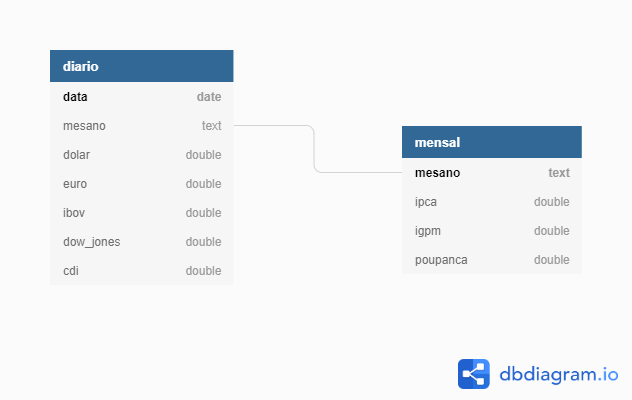 diario
data date
mesano text
dolar double
euro double
ibov double
dow_jones double
cdi double
mensal
mesano text
ipca double
igpm double
poupanca double
dbdiagram.io